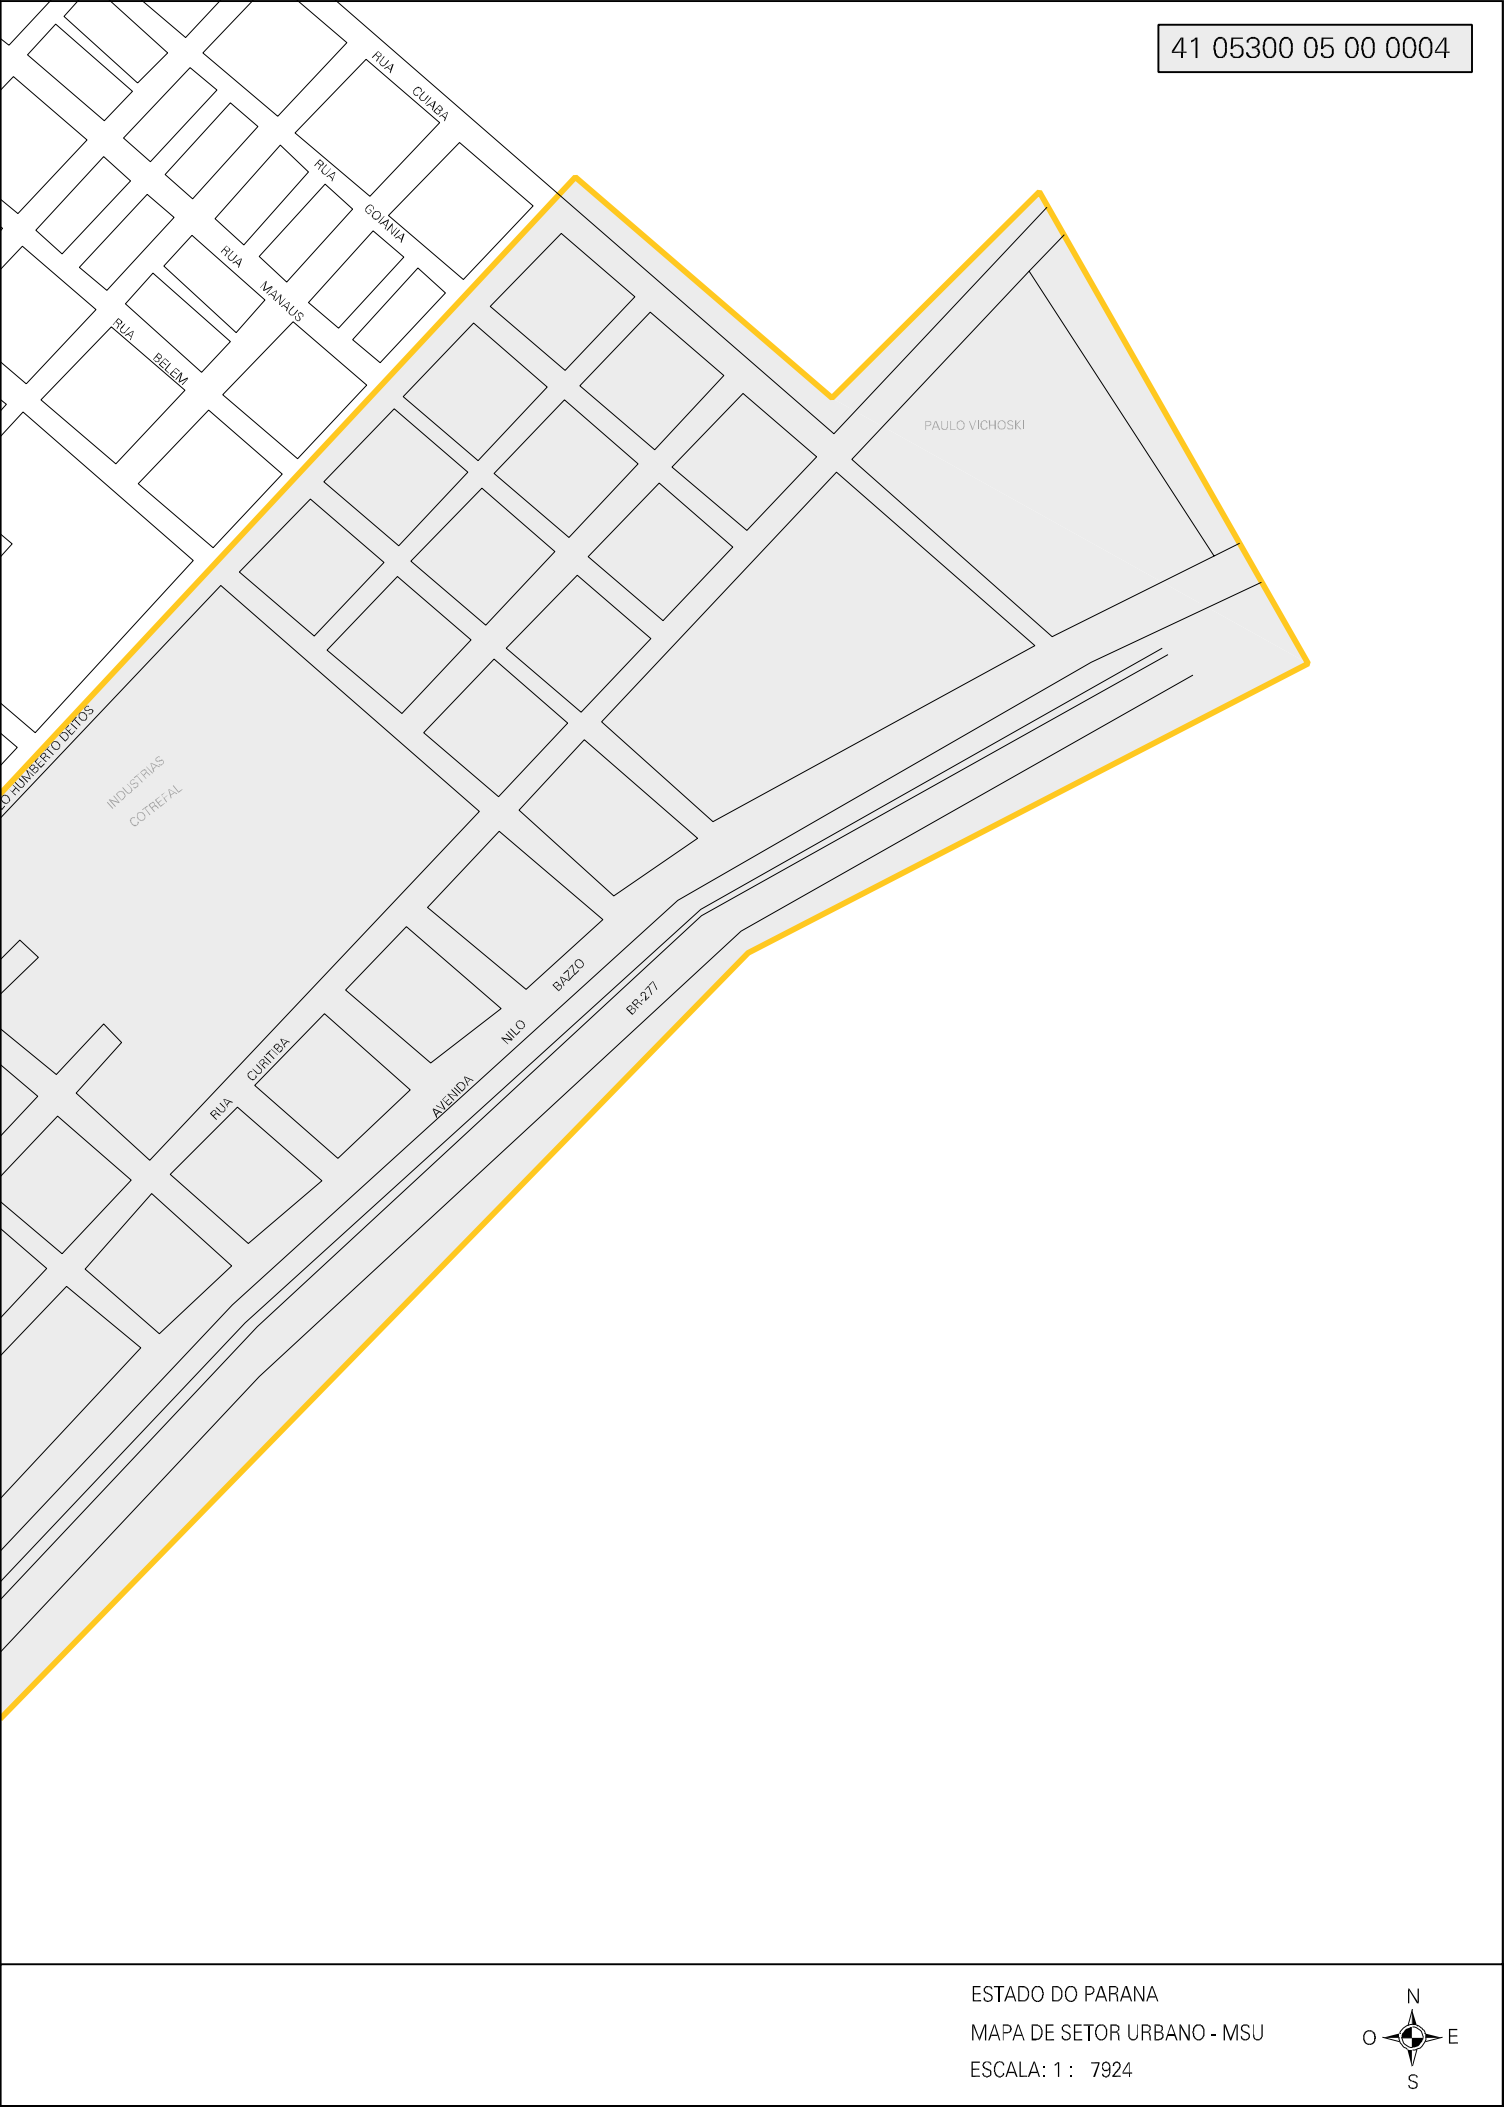 41 05300 05 00 0004
RUA CUIABA
RUA GOIANIA
RUA MANAUS
RUA BELEM
PAULO VICHOSKI
HUMBERTO DEITOS
INDUSTRIAS
COTREFAL
RUA CURITIBA
AVENIDA NILO BAZZO
BR-277
ESTADO DO PARANA
MAPA DE SETOR URBANO - MSU
ESCALA: 1 : 7924
N
O E
S